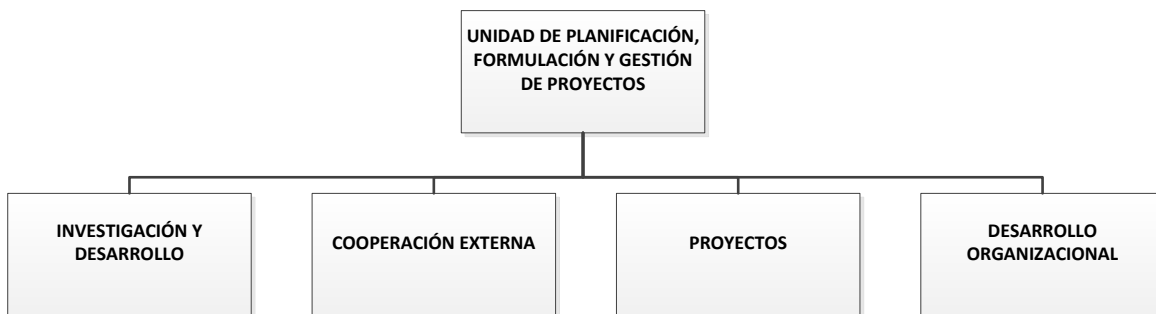 UNIDAD DE PLANIFICACIÓN,
FORMULACIÓN Y GESTIÓN
DE PROYECTOS
INVESTIGACIÓN Y
DESARROLLO
COOPERACIÓN EXTERNA
PROYECTOS
DESARROLLO
ORGANIZACIONAL